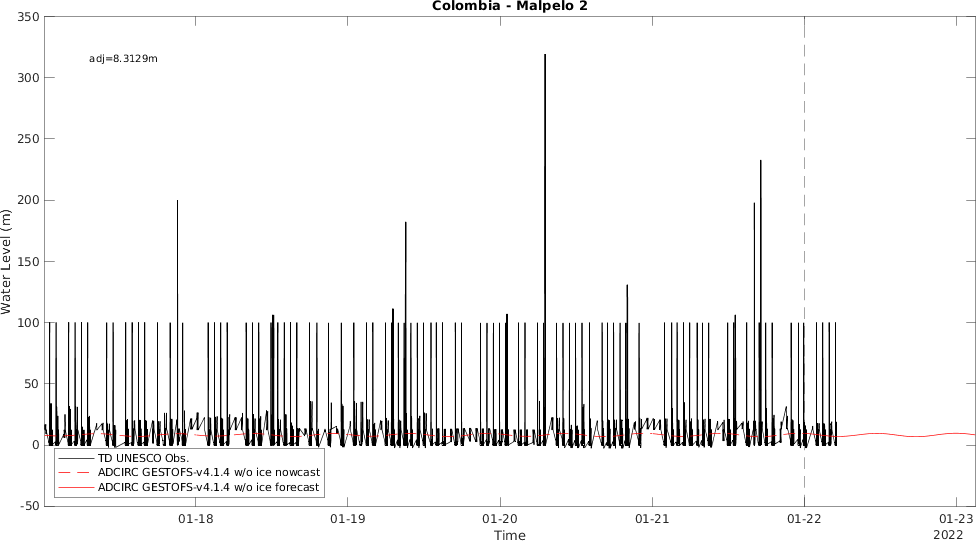 Colombia - Malpelo 2
adj=8.3129m
350
300
250
200
150
100
50
0
-50
Water Level (m)
TD UNESCO Obs.
ADCIRC GESTOFS-v4.1.4 w/o ice nowcast
ADCIRC GESTOFS-v4.1.4 w/o ice forecast
01-18
01-19
01-20
01-21
01-22
01-23
Time
2022